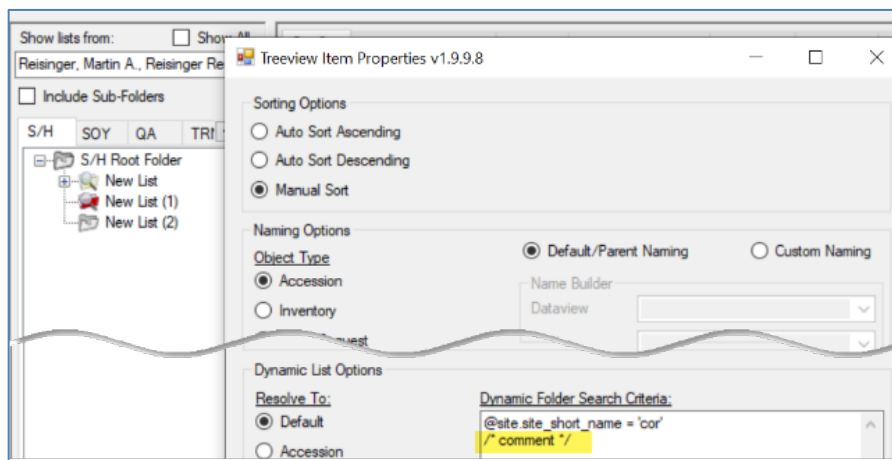 Show lists from:
Show All
Reisinger, Martin A., Reisinger Re
Include Sub-Folders
S/H
SOY
QA
S/H Root Folder
New List
New List (1)
New List (2)
Treeview Item Properties v1.9.9.8
Sorting Options
Auto Sort Ascending
Auto Sort Descending
Manual Sort
Naming Options
Object Type
Default/Parent Naming
Custom Naming
Accession
Name Builder
Inventory
Dataview
Dynamic List Options
Resolve To:
Dynamic Folder Search Criteria:
Default
@site.site_short_name = 'cor'
/* comment */
Accession